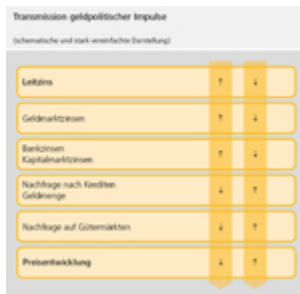 Transmission geldpolitischer Impulse
(schematische und stark vereinfachte Darstellung)
Leitzins ↑ ↓
Geldmarktzinsen ↑ ↓
Bankzinsen
Kapitalmarktzinsen ↑ ↓
Nachfrage nach Krediten
Geldmenge ↓ ↑
Nachfrage auf Gütermärkten ↓ ↑
Preisentwicklung ↓ ↑